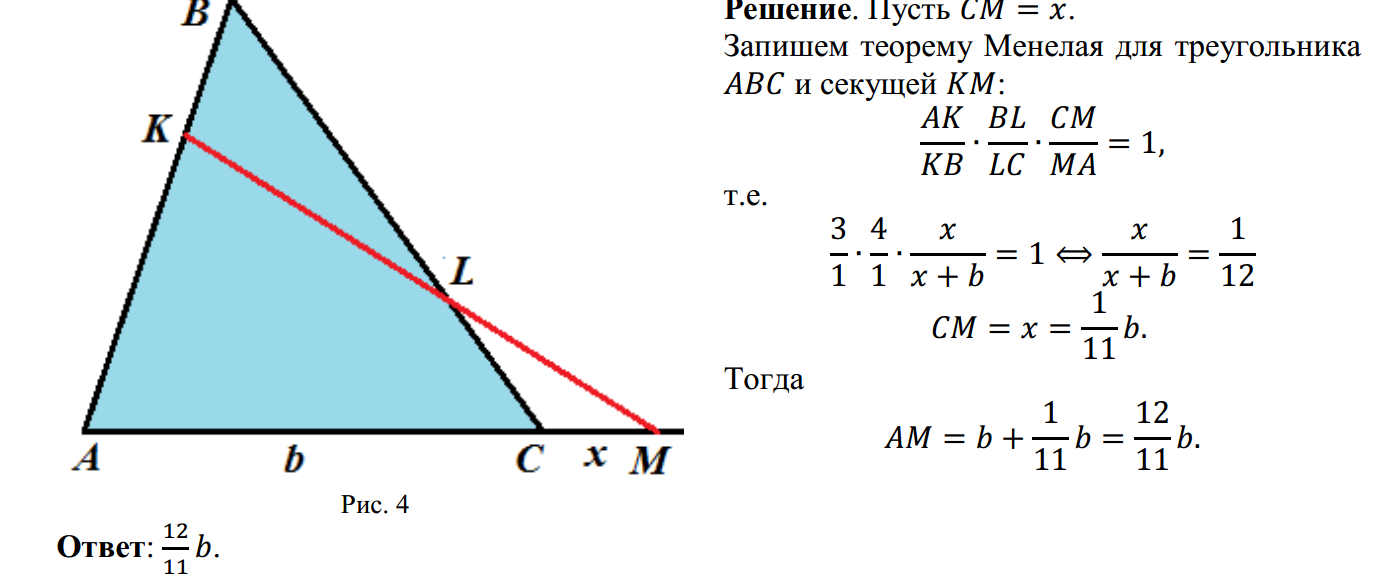 B
K
L
A b C x M
Рис. 4
Ответ: 12/11 b.
Решение. Пусть CM = x.
Запишем теорему Менелая для треугольника
ABC и секущей KM:
AK/KB · BL/LC · CM/MA = 1,
т.е.
3/1 · 4/1 · x/(x + b) = 1 ⟺ x/(x + b) = 1/12
CM = x = 1/11 b.
Тогда
AM = b + 1/11 b = 12/11 b.